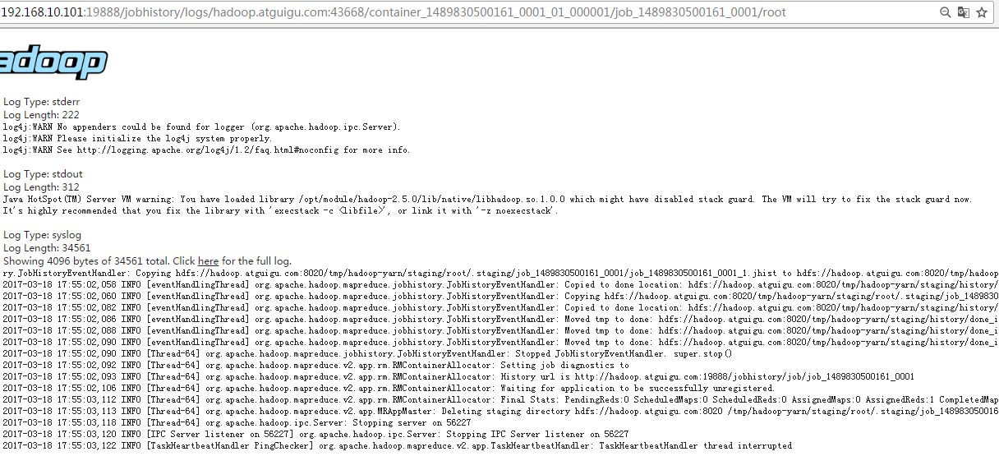 192.168.10.101:19888/jobhistory/logs/hadoop.atguigu.com:43668/container_1489830500161_0001_01_000001/job_1489830500161_0001/root
adoop
Log Type: stderr
Log Length: 222
log4j:WARN No appenders could be found for logger (org.apache.hadoop.ipc.Server).
log4j:WARN Please initialize the log4j system properly.
log4j:WARN See http://logging.apache.org/log4j/1.2/faq.html#noconfig for more info.
Log Type: stdout
Log Length: 312
Java HotSpot(TM) Server VM warning: You have loaded library /opt/module/hadoop-2.5.0/lib/native/libhadoop.so.1.0.0 which might have disabled stack guard. The VM will try to fix the stack guard now.
It's highly recommended that you fix the library with 'execstack -c <libfile>', or link it with '-z noexecstack'.
Log Type: syslog
Log Length: 34561
Showing 4096 bytes of 34561 total. Click here for the full log.
ry.JobHistoryEventHandler: Copying hdfs://hadoop.atguigu.com:8020/tmp/hadoop-yarn/staging/root/.staging/job_1489830500161_0001/job_1489830500161_0001_1.jhist to hdfs://hadoop.atguigu.com:8020/tmp/hadoop
2017-03-18 17:55:02,058 INFO [eventHandlingThread] org.apache.hadoop.mapreduce.jobhistory.JobHistoryEventHandler: Copied to done location: hdfs://hadoop.atguigu.com:8020/tmp/hadoop-yarn/staging/history/
2017-03-18 17:55:02,060 INFO [eventHandlingThread] org.apache.hadoop.mapreduce.jobhistory.JobHistoryEventHandler: Copying hdfs://hadoop.atguigu.com:8020/tmp/hadoop-yarn/staging/root/.staging/job_148983
2017-03-18 17:55:02,082 INFO [eventHandlingThread] org.apache.hadoop.mapreduce.jobhistory.JobHistoryEventHandler: Copied to done location: hdfs://hadoop.atguigu.com:8020/tmp/hadoop-yarn/staging/history/
2017-03-18 17:55:02,086 INFO [eventHandlingThread] org.apache.hadoop.mapreduce.jobhistory.JobHistoryEventHandler: Moved tmp to done: hdfs://hadoop.atguigu.com:8020/tmp/hadoop-yarn/staging/history/done_i
2017-03-18 17:55:02,088 INFO [eventHandlingThread] org.apache.hadoop.mapreduce.jobhistory.JobHistoryEventHandler: Moved tmp to done: hdfs://hadoop.atguigu.com:8020/tmp/hadoop-yarn/staging/history/done_i
2017-03-18 17:55:02,090 INFO [eventHandlingThread] org.apache.hadoop.mapreduce.jobhistory.JobHistoryEventHandler: Moved tmp to done: hdfs://hadoop.atguigu.com:8020/tmp/hadoop-yarn/staging/history/done_i
2017-03-18 17:55:02,090 INFO [Thread-64] org.apache.hadoop.mapreduce.jobhistory.JobHistoryEventHandler: Stopped JobHistoryEventHandler. super.stop()
2017-03-18 17:55:02,092 INFO [Thread-64] org.apache.hadoop.mapreduce.v2.app.rm.RMContainerAllocator: Setting job diagnostics to
2017-03-18 17:55:02,093 INFO [Thread-64] org.apache.hadoop.mapreduce.v2.app.rm.RMContainerAllocator: History url is http://hadoop.atguigu.com:19888/jobhistory/job/job_1489830500161_0001
2017-03-18 17:55:02,106 INFO [Thread-64] org.apache.hadoop.mapreduce.v2.app.rm.RMContainerAllocator: Waiting for application to be successfully unregistered.
2017-03-18 17:55:03,112 INFO [Thread-64] org.apache.hadoop.mapreduce.v2.app.rm.RMContainerAllocator: Final Stats: PendingReds:0 ScheduledMaps:0 ScheduledReds:0 AssignedMaps:0 AssignedReds:1 CompletedMap
2017-03-18 17:55:03,113 INFO [Thread-64] org.apache.hadoop.mapreduce.v2.app.MRAppMaster: Deleting staging directory hdfs://hadoop.atguigu.com:8020 /tmp/hadoop-yarn/staging/root/.staging/job_148983050016
2017-03-18 17:55:03,118 INFO [Thread-64] org.apache.hadoop.ipc.Server: Stopping server on 56227
2017-03-18 17:55:03,120 INFO [IPC Server listener on 56227] org.apache.hadoop.ipc.Server: Stopping IPC Server listener on 56227
2017-03-18 17:55:03,122 INFO [TaskHeartbeatHandler PingChecker] org.apache.hadoop.mapreduce.v2.app.TaskHeartbeatHandler: TaskHeartbeatHandler thread interrupted